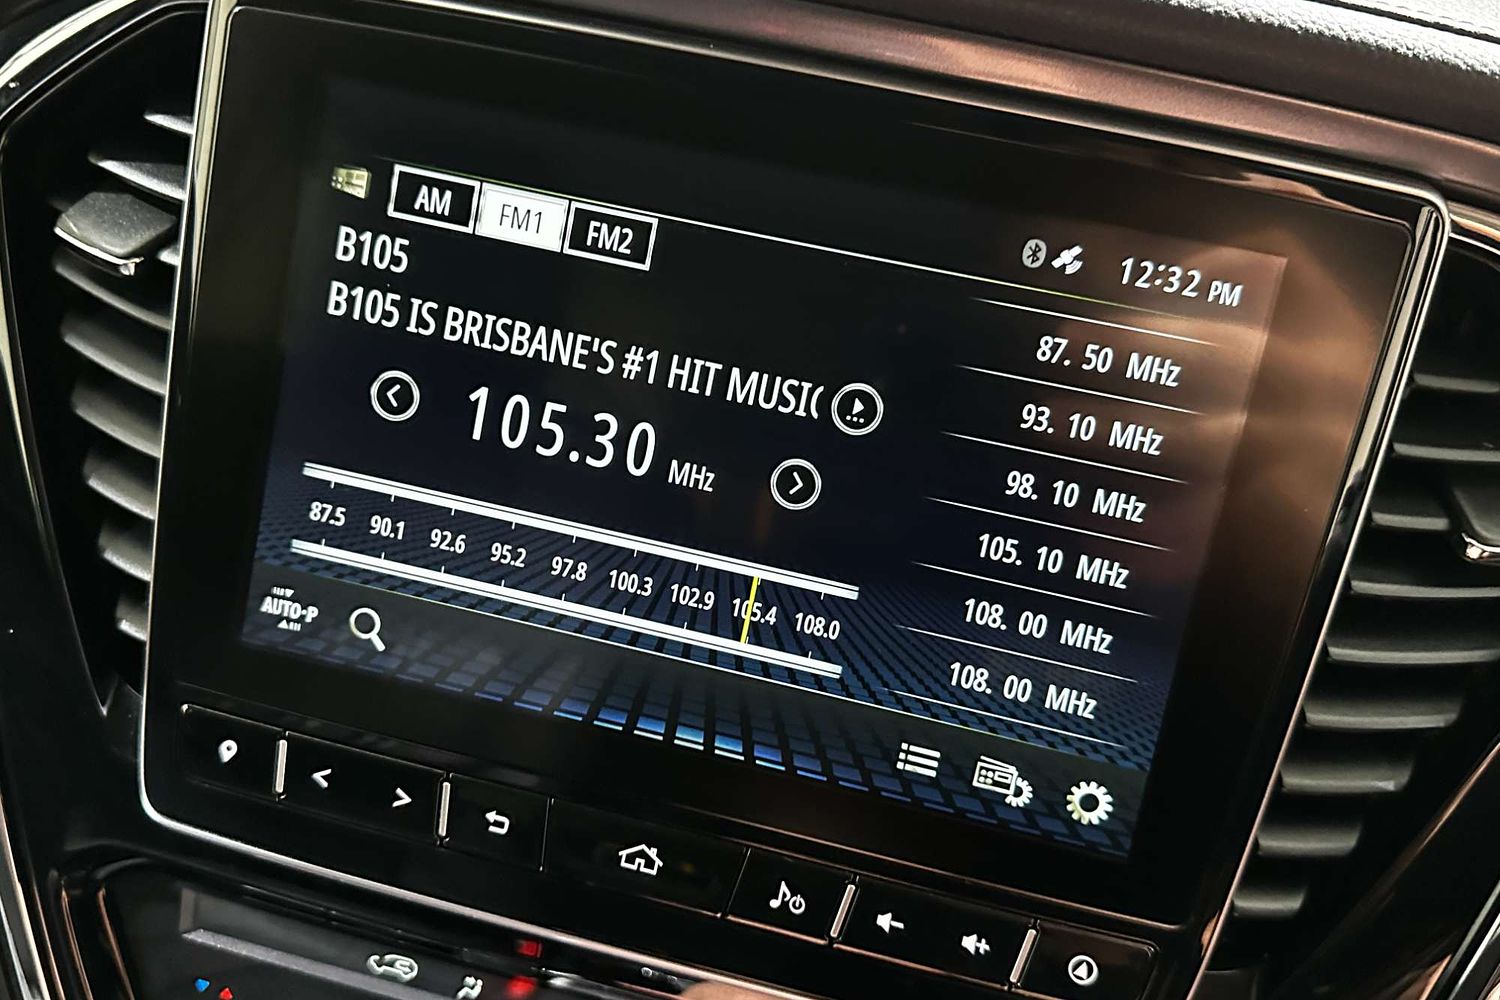 AM FM1 FM2
12:32 PM
B105
B105 IS BRISBANE'S #1 HIT MUSIC
105.30 MHz
87.5 90.1 92.6 95.2 97.8 100.3 102.9 105.4 108.0
AUTO-P
87. 50 MHz
93. 10 MHz
98. 10 MHz
105. 10 MHz
108. 00 MHz
108. 00 MHz